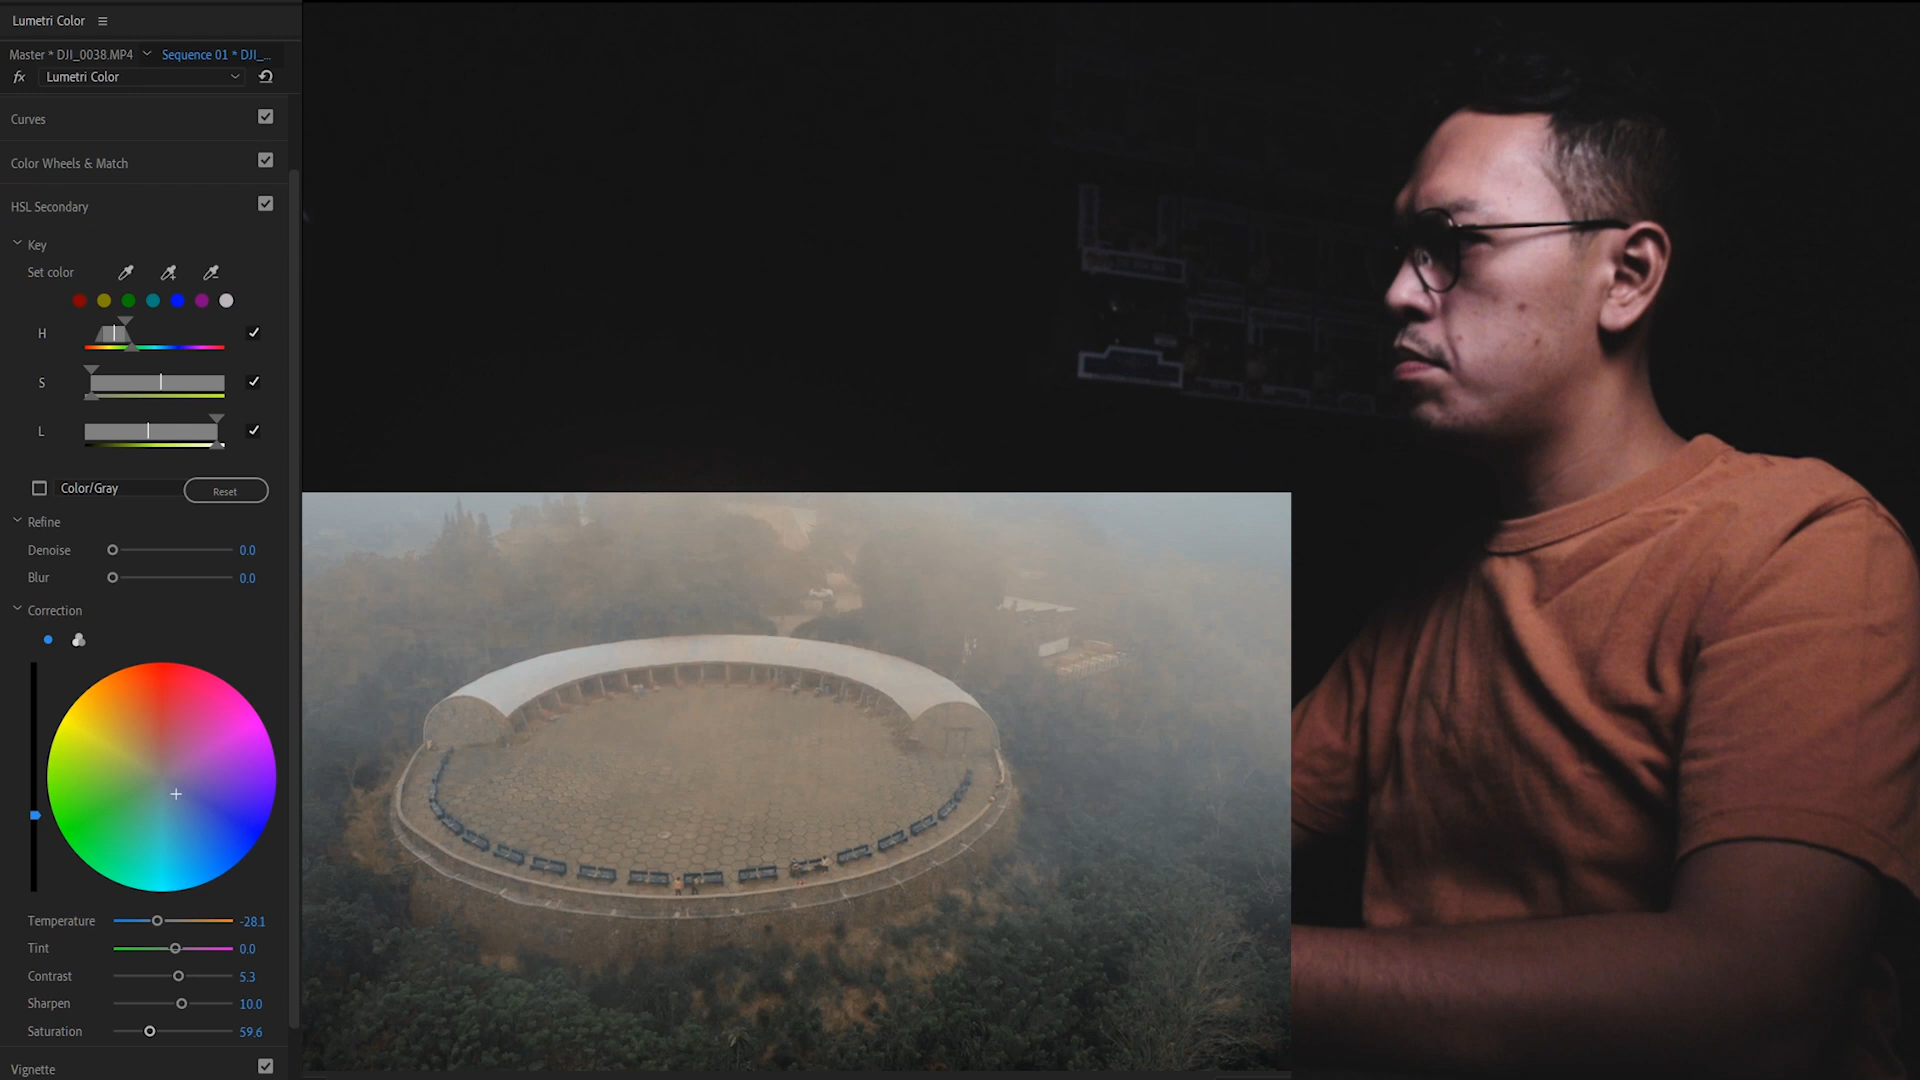 Lumetri Color
Master * DJI_0038.MP4 Sequence 01 * DJI_...
fx Lumetri Color
Curves
Color Wheels & Match
HSL Secondary
Key
Set color
H
S
L
Color/Gray Reset
Refine
Denoise 0.0
Blur 0.0
Correction
Temperature -28.1
Tint 0.0
Contrast 5.3
Sharpen 10.0
Saturation 59.6
Vignette